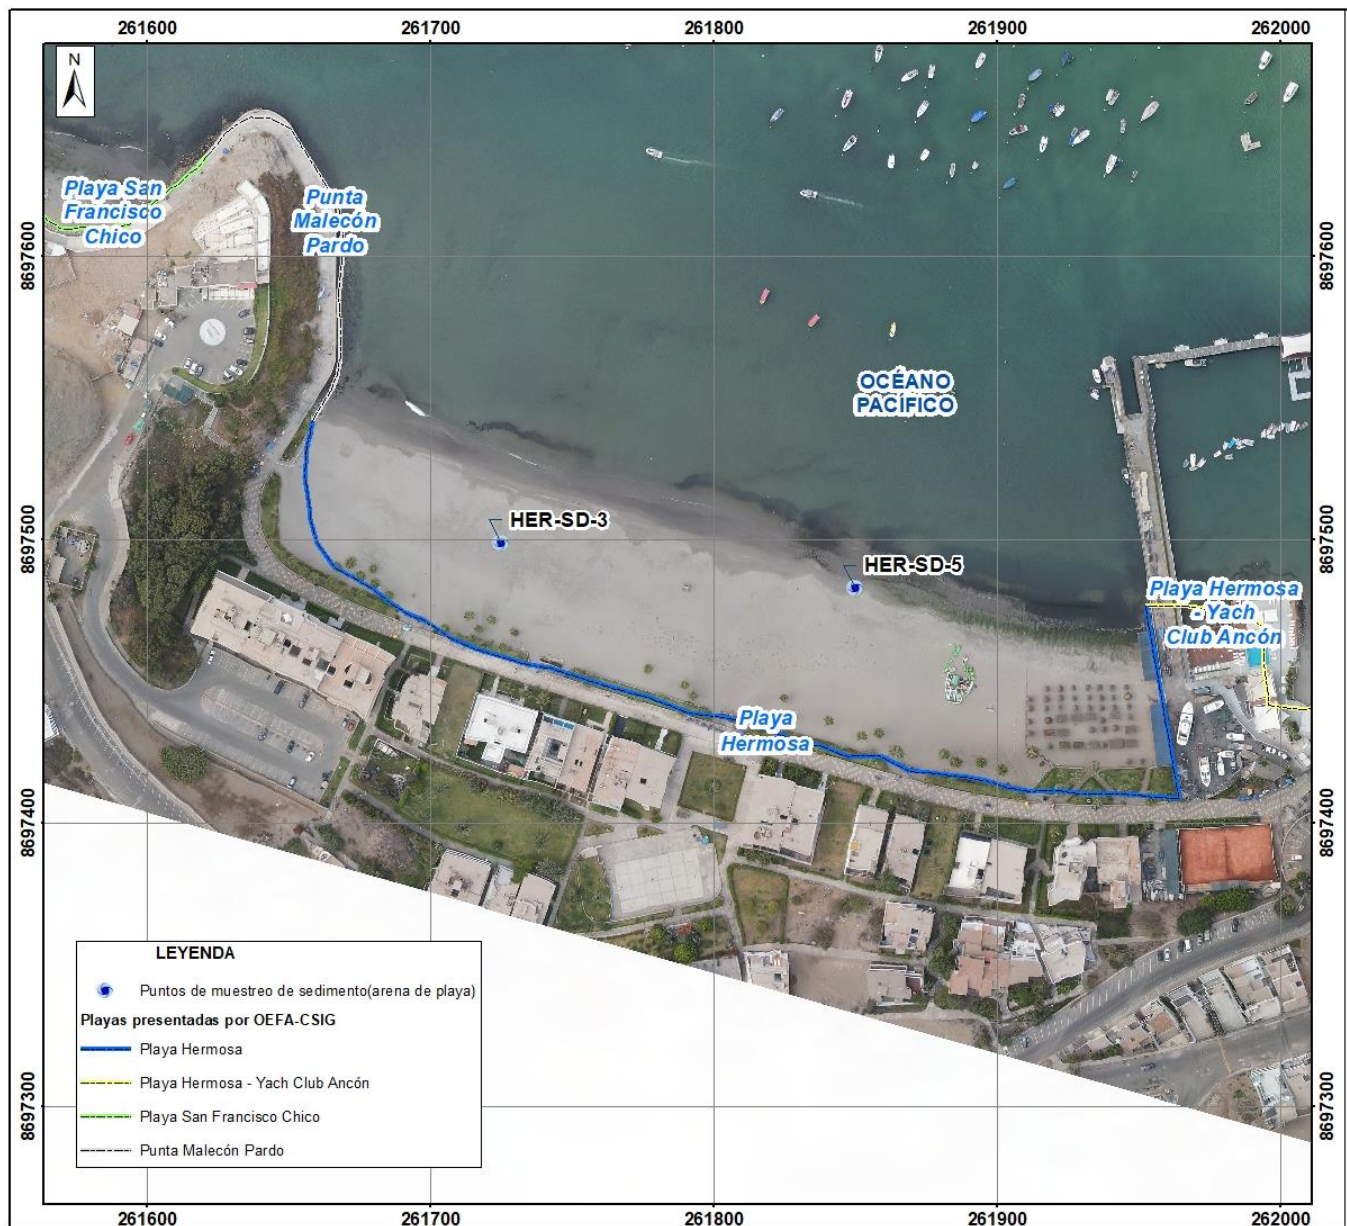 261600
261700
261800
261900
262000
N
Playa San
Francisco
Chico
Punta
Malecón
Pardo
8697600
8697600
OCÉANO
PACÍFICO
HER-SD-3
8697500
8697500
HER-SD-5
Playa Hermosa
- Yach
Club Ancón
Playa
Hermosa
8697400
8697400
LEYENDA
Puntos de muestreo de sedimento(arena de playa)
Playas presentadas por OEFA-CSIG
Playa Hermosa
Playa Hermosa - Yach Club Ancón
Playa San Francisco Chico
Punta Malecón Pardo
8697300
8697300
261600
261700
261800
261900
262000